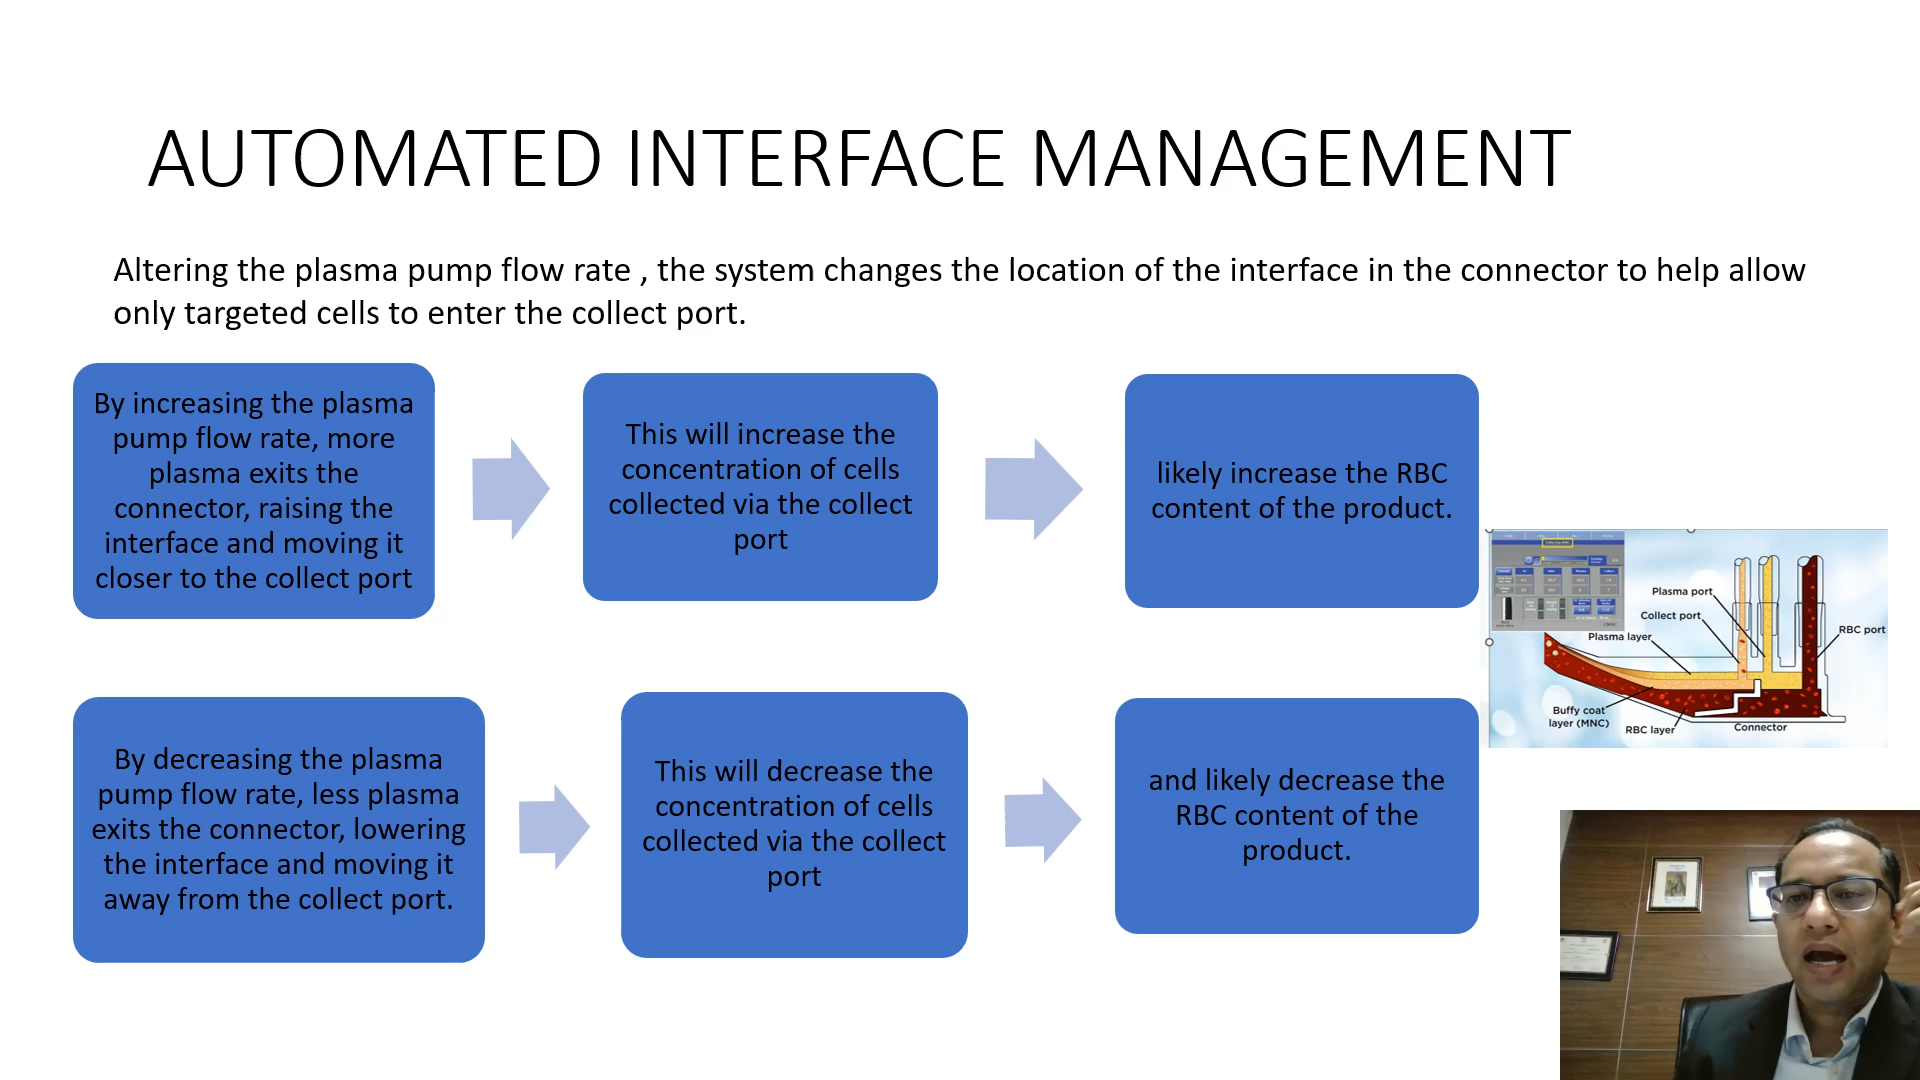 AUTOMATED INTERFACE MANAGEMENT
Altering the plasma pump flow rate , the system changes the location of the interface in the connector to help allow
only targeted cells to enter the collect port.
By increasing the plasma
pump flow rate, more
plasma exits the
connector, raising the
interface and moving it
closer to the collect port
This will increase the
concentration of cells
collected via the collect
port
likely increase the RBC
content of the product.
Plasma port
Collect port
Plasma layer
RBC port
Buffy coat
layer (MNC)
RBC layer
Connector
By decreasing the plasma
pump flow rate, less plasma
exits the connector, lowering
the interface and moving it
away from the collect port.
This will decrease the
concentration of cells
collected via the collect
port
and likely decrease the
RBC content of the
product.